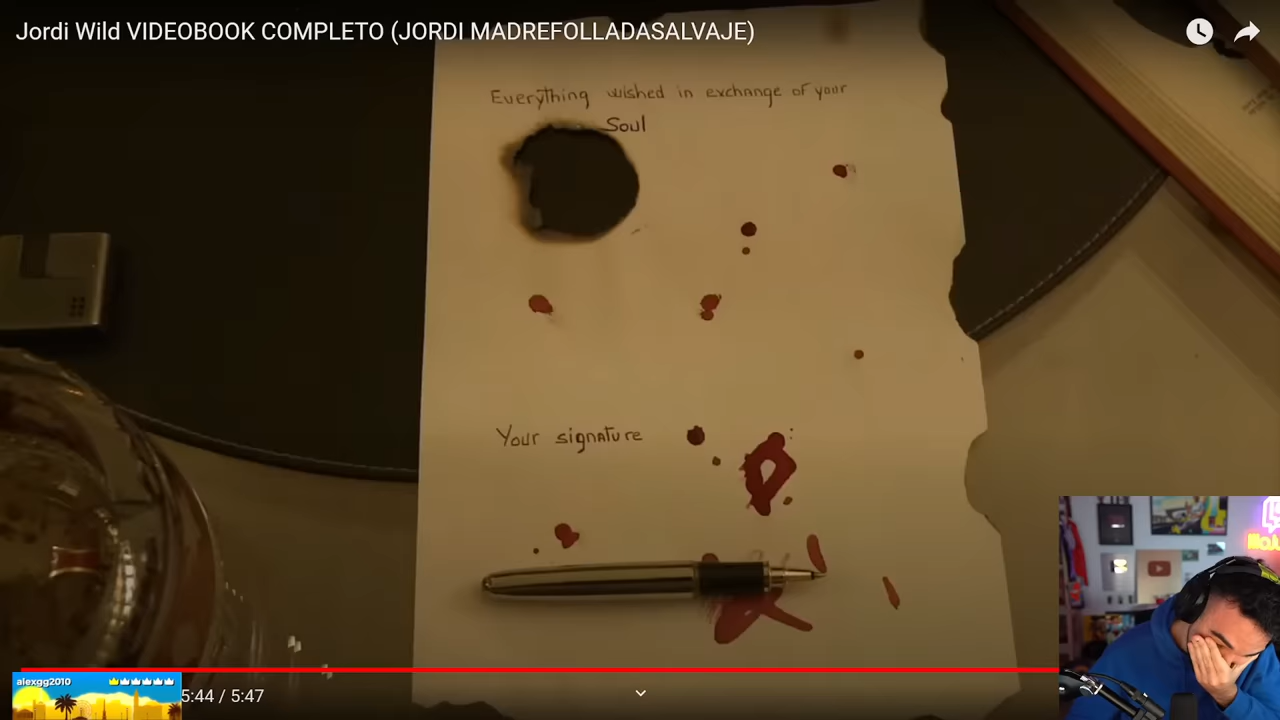 Jordi Wild VIDEOBOOK COMPLETO (JORDI MADREFOLLADASALVAJE)
Everything wished in exchange of your
Soul
Your signature
alexgg2010
5:44 / 5:47